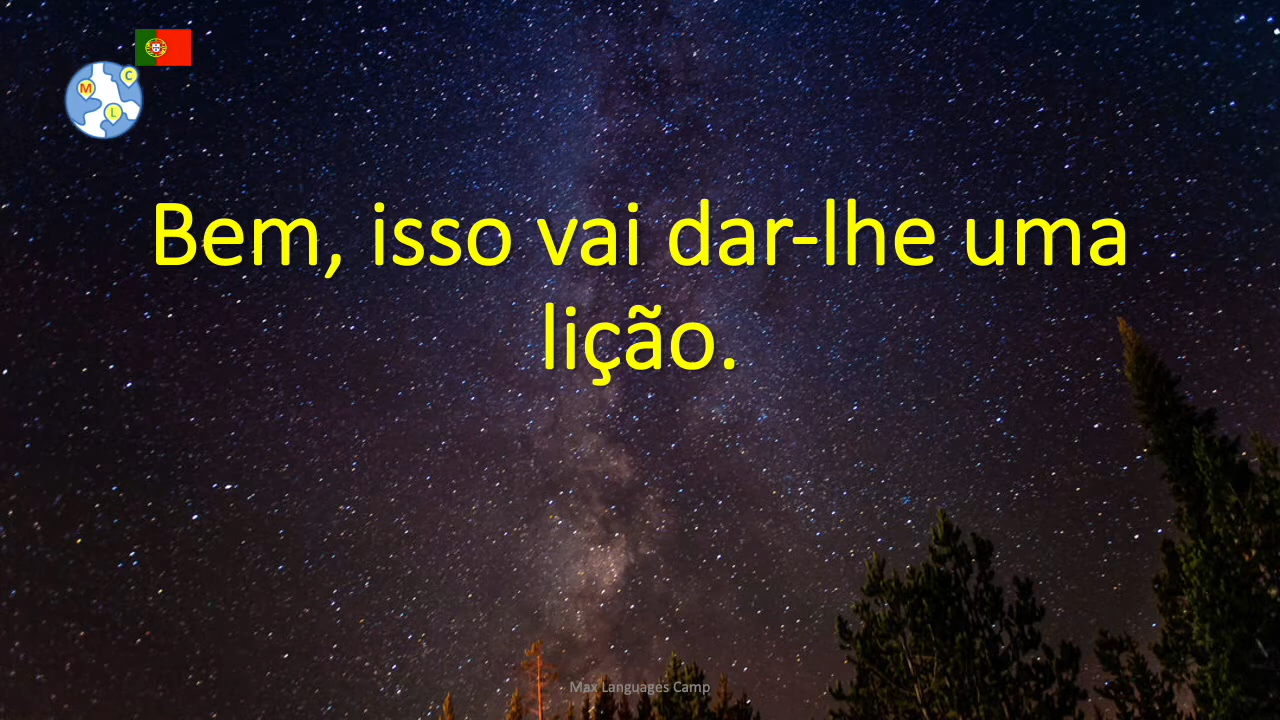 C
M
L
Bem, isso vai dar-lhe uma
lição.
Max Languages Camp